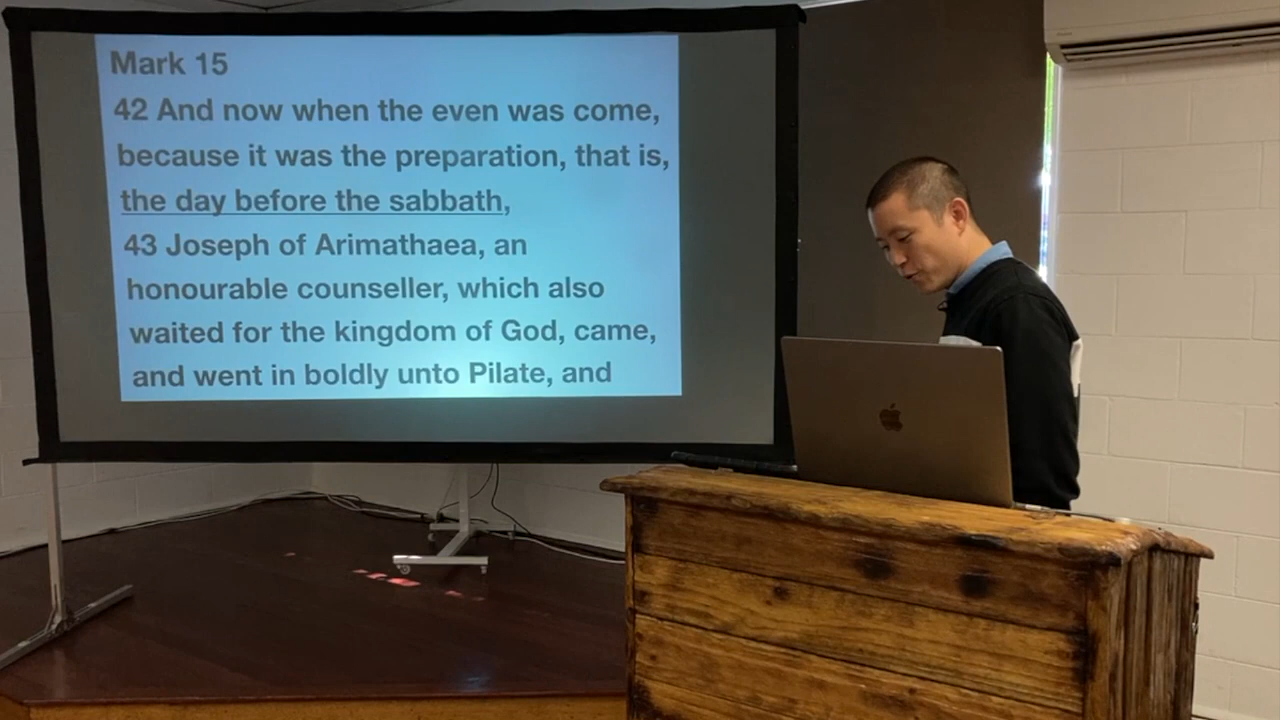 Mark 15
42 And now when the even was come,
because it was the preparation, that is,
the day before the sabbath,
43 Joseph of Arimathaea, an
honourable counseller, which also
waited for the kingdom of God, came,
and went in boldly unto Pilate, and